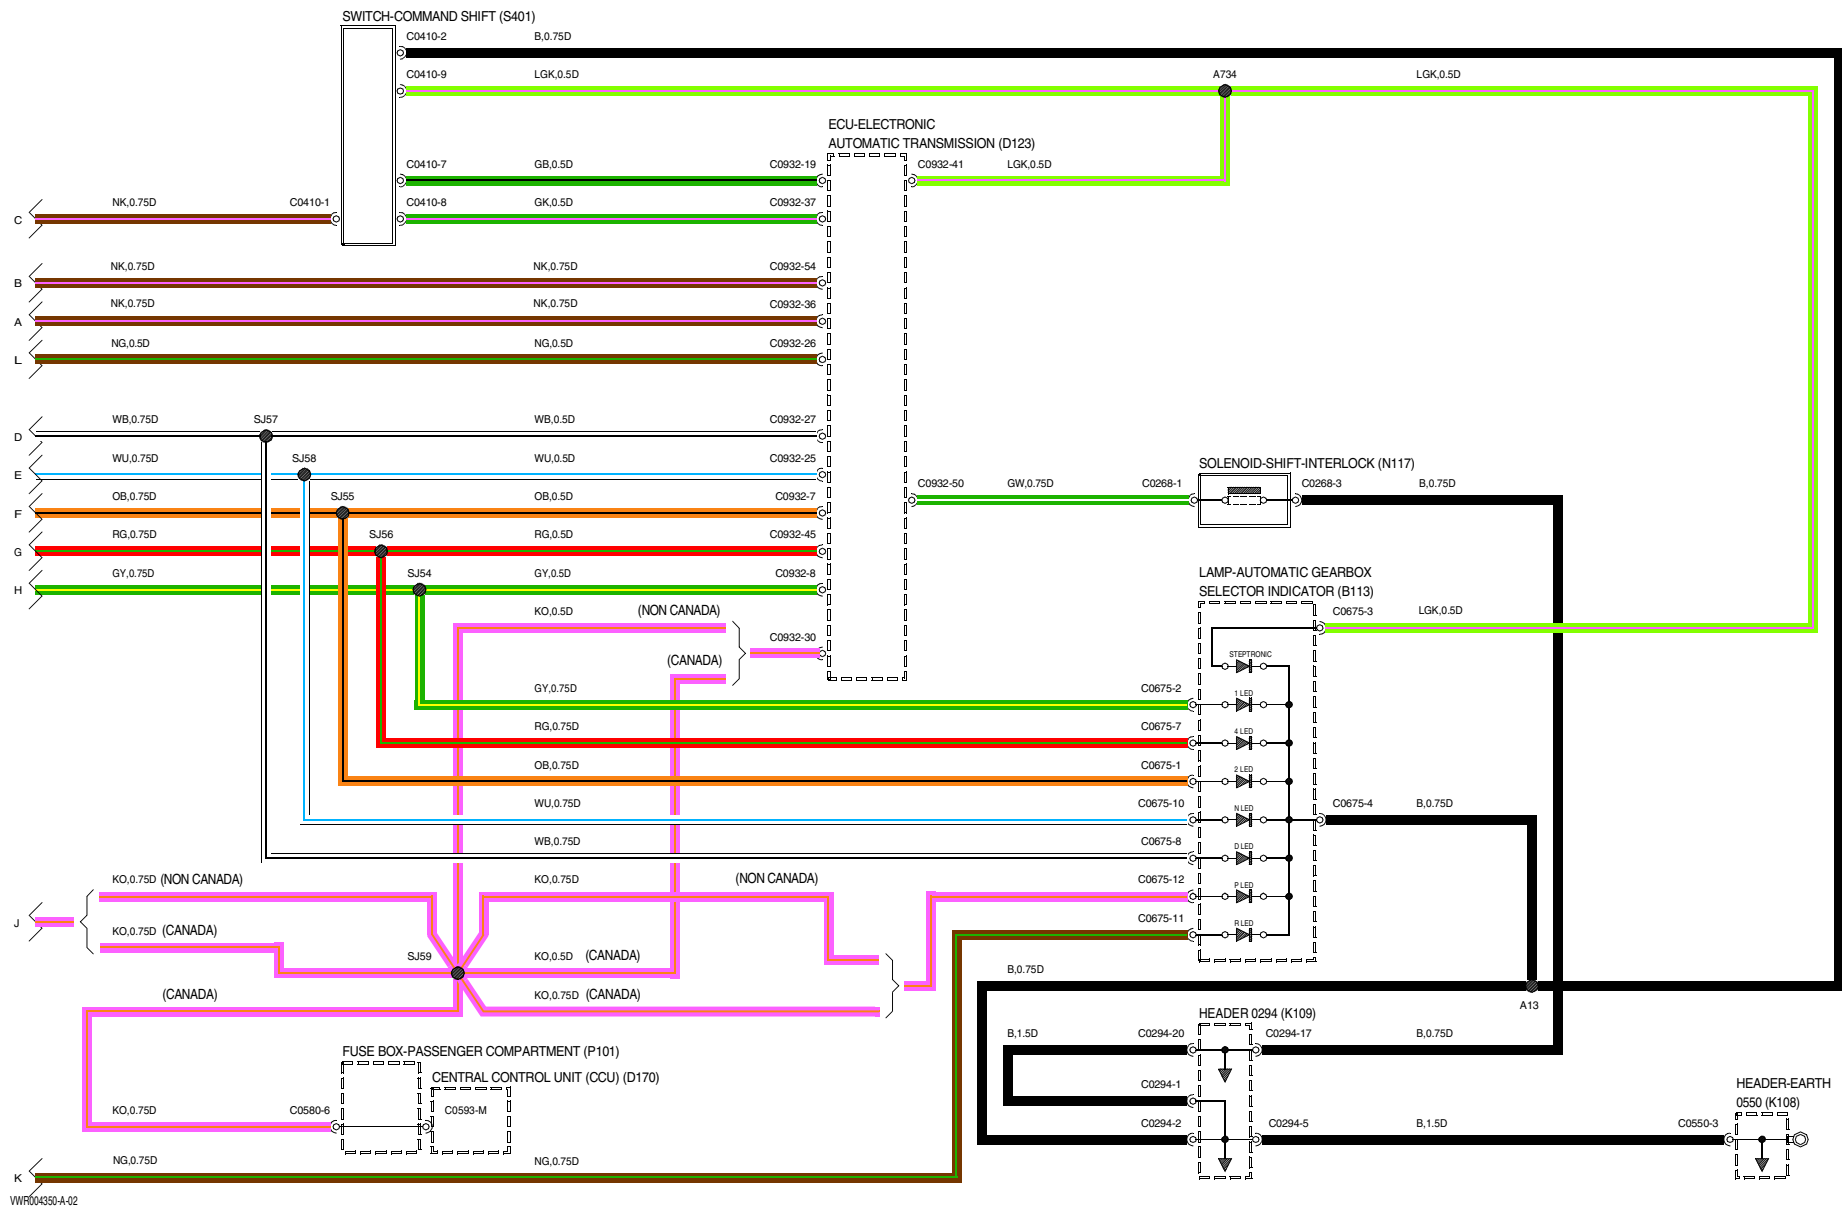 SWITCH-COMMAND SHIFT (S401)
C0410-2 B,0.75D
C0410-9 LGK,0.5D A734 LGK,0.5D
ECU-ELECTRONIC
AUTOMATIC TRANSMISSION (D123)
C0410-7 GB,0.5D C0932-19 C0932-41 LGK,0.5D
C NK,0.75D C0410-1 C0410-8 GK,0.5D C0932-37
B NK,0.75D NK,0.75D C0932-54
A NK,0.75D NK,0.75D C0932-36
L NG,0.5D NG,0.5D C0932-26
D WB,0.75D SJ57 WB,0.5D C0932-27
E WU,0.75D SJ58 WU,0.5D C0932-25
SOLENOID-SHIFT-INTERLOCK (N117)
F OB,0.75D SJ55 OB,0.5D C0932-7 C0932-50 GW,0.75D C0268-1 C0268-3 B,0.75D
G RG,0.75D SJ56 RG,0.5D C0932-45
H GY,0.75D SJ54 GY,0.5D C0932-8
LAMP-AUTOMATIC GEARBOX
SELECTOR INDICATOR (B113)
KO,0.5D (NON CANADA) C0675-3 LGK,0.5D
C0932-30
(CANADA) STEPTRONIC
GY,0.75D C0675-2 1 LED
RG,0.75D C0675-7 4 LED
OB,0.75D C0675-1 2 LED
WU,0.75D C0675-10 N LED C0675-4 B,0.75D
WB,0.75D C0675-8 D LED
KO,0.75D (NON CANADA) KO,0.75D (NON CANADA) C0675-12 P LED
J KO,0.75D (CANADA) C0675-11 R LED
SJ59 KO,0.5D (CANADA) B,0.75D
(CANADA) KO,0.75D (CANADA) A13
HEADER 0294 (K109)
B,1.5D C0294-20 C0294-17 B,0.75D
FUSE BOX-PASSENGER COMPARTMENT (P101)
CENTRAL CONTROL UNIT (CCU) (D170)
C0294-1
HEADER-EARTH
0550 (K108)
KO,0.75D C0580-6 C0593-M
C0294-2 C0294-5 B,1.5D C0550-3
K NG,0.75D NG,0.75D
VWR004350-A-02